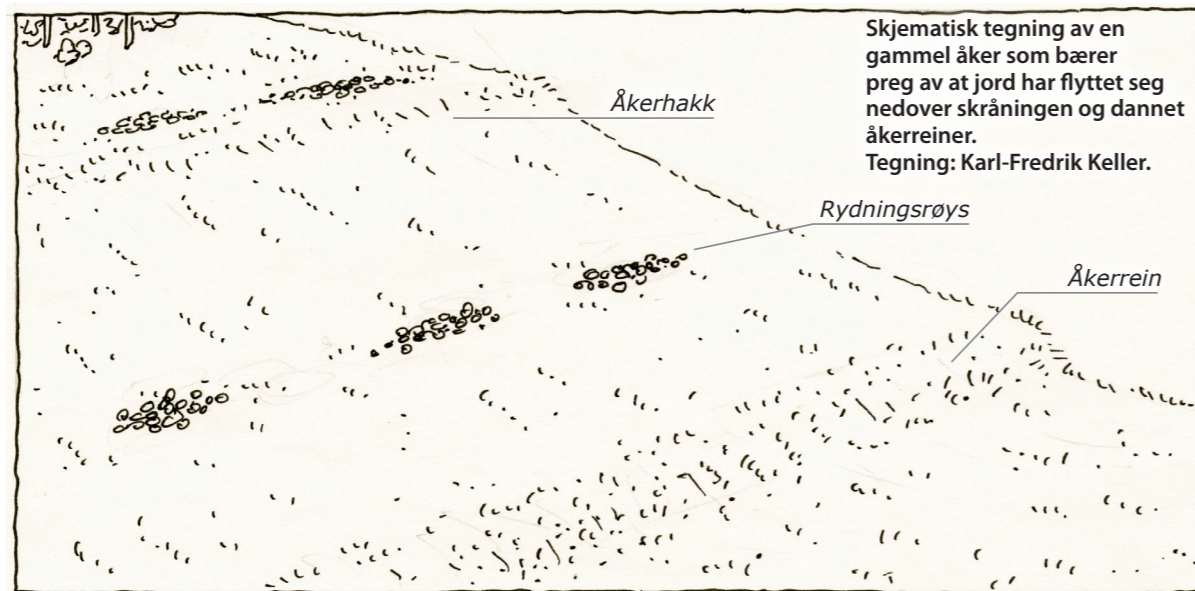 Skjematisk tegning av en
gammel åker som bærer
preg av at jord har flyttet seg
nedover skråningen og dannet
åkerreiner.
Tegning: Karl-Fredrik Keller.
Åkerhakk
Rydningsrøys
Åkerrein